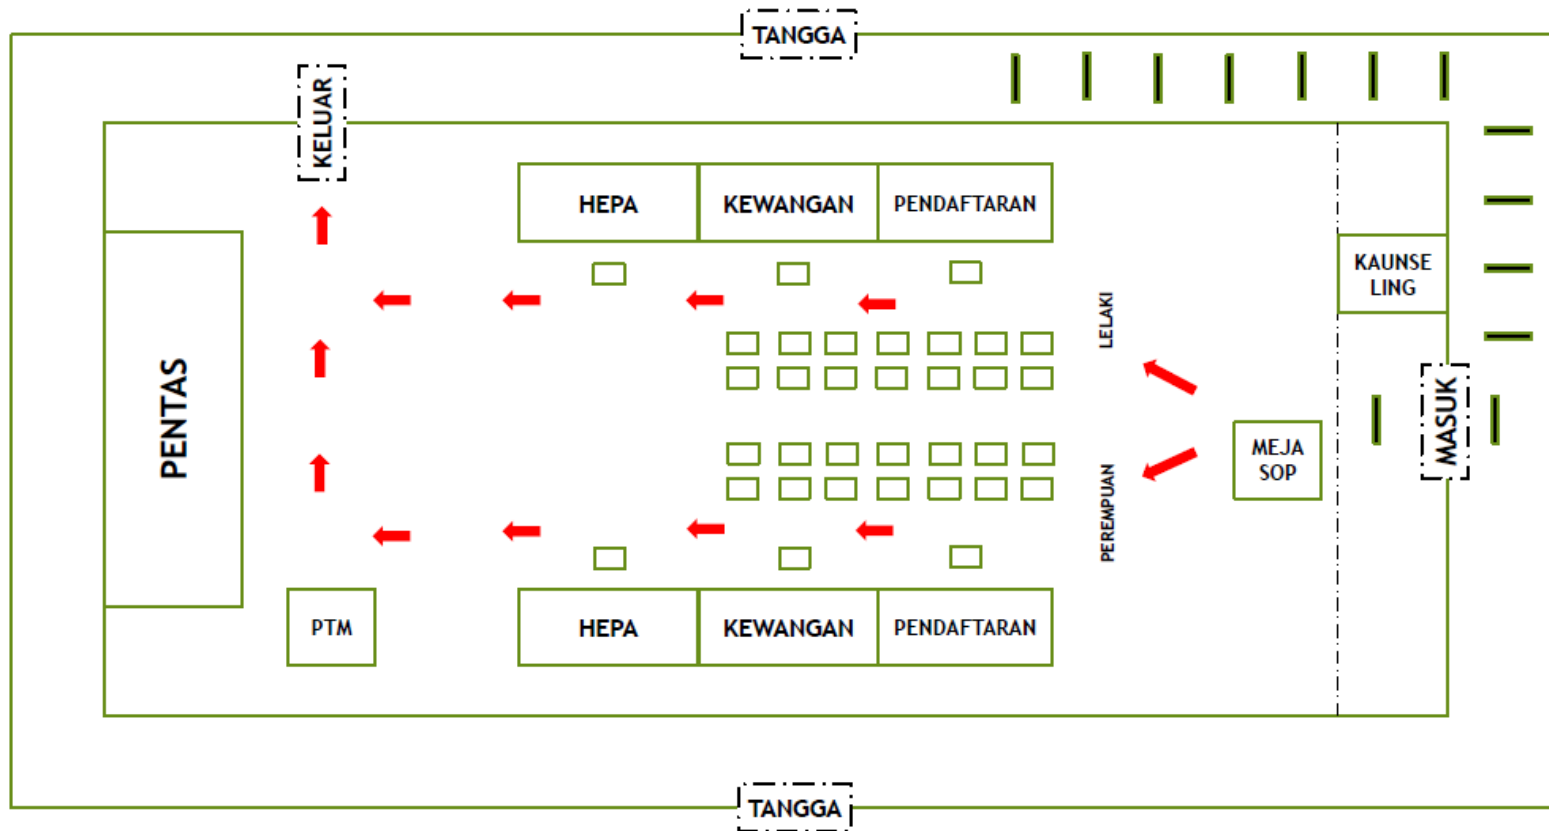 TANGGA
KELUAR
HEPA
KEWANGAN
PENDAFTARAN
KAUNSE
LING
LELAKI
PENTAS
MASUK
MEJA
SOP
PEREMPUAN
PTM
HEPA
KEWANGAN
PENDAFTARAN
TANGGA